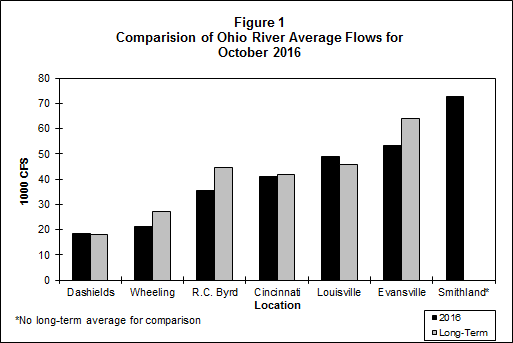 Figure 1
Comparision of Ohio River Average Flows for
October 2016
80
70
60
50
40
30
20
10
0
1000 CFS
Dashields Wheeling R.C. Byrd Cincinnati Louisville Evansville Smithland*
Location
*No long-term average for comparison
2016
Long-Term